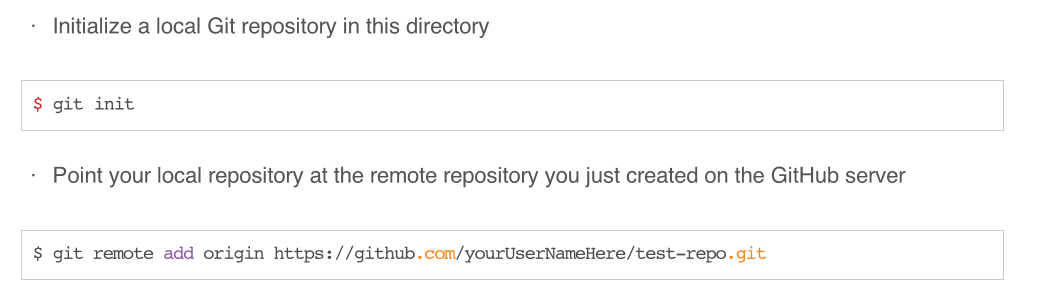 · Initialize a local Git repository in this directory
$ git init
· Point your local repository at the remote repository you just created on the GitHub server
$ git remote add origin https://github.com/yourUserNameHere/test-repo.git